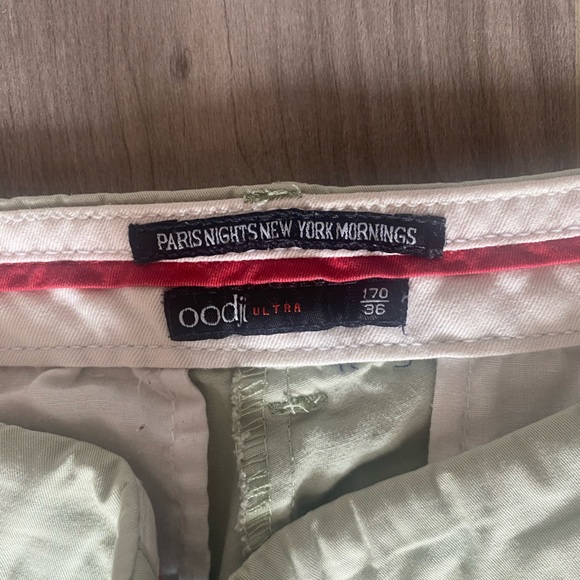 PARIS NIGHTS NEW YORK MORNINGS
oodji ULTRA 170
36